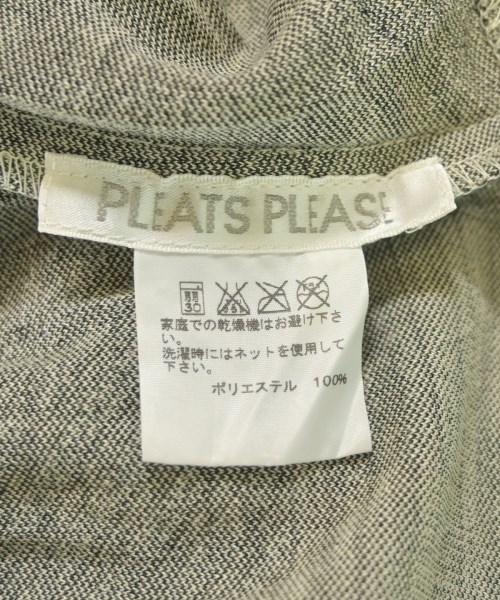 PLEATS PLEASE
30
家庭での乾燥機はお避け下さ
い。
洗濯時にはネットを使用して
下さい。
ポリエステル 100%